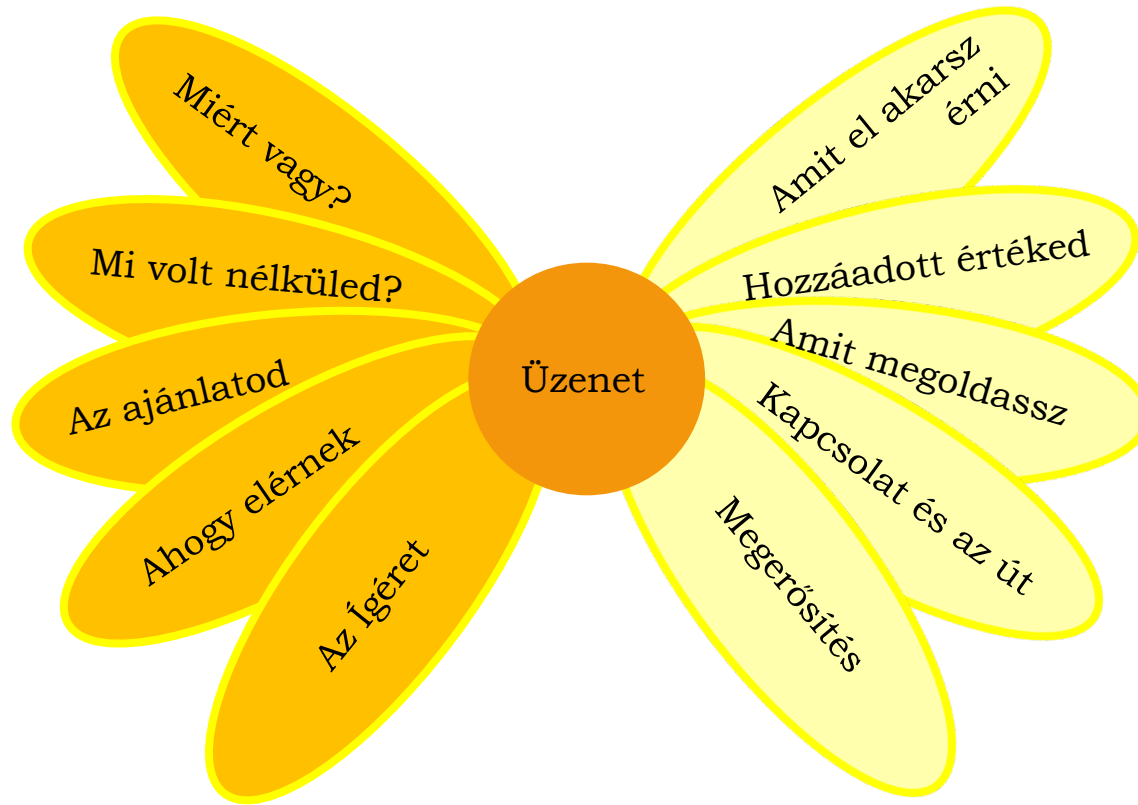 Miért vagy?
Mi volt nélküled?
Az ajánlatod
Ahogy elérnek
Az Ígéret
Üzenet
Amit el akarsz
érni
Hozzáadott értéked
Amit megoldassz
Kapcsolat és az út
Megerősítés